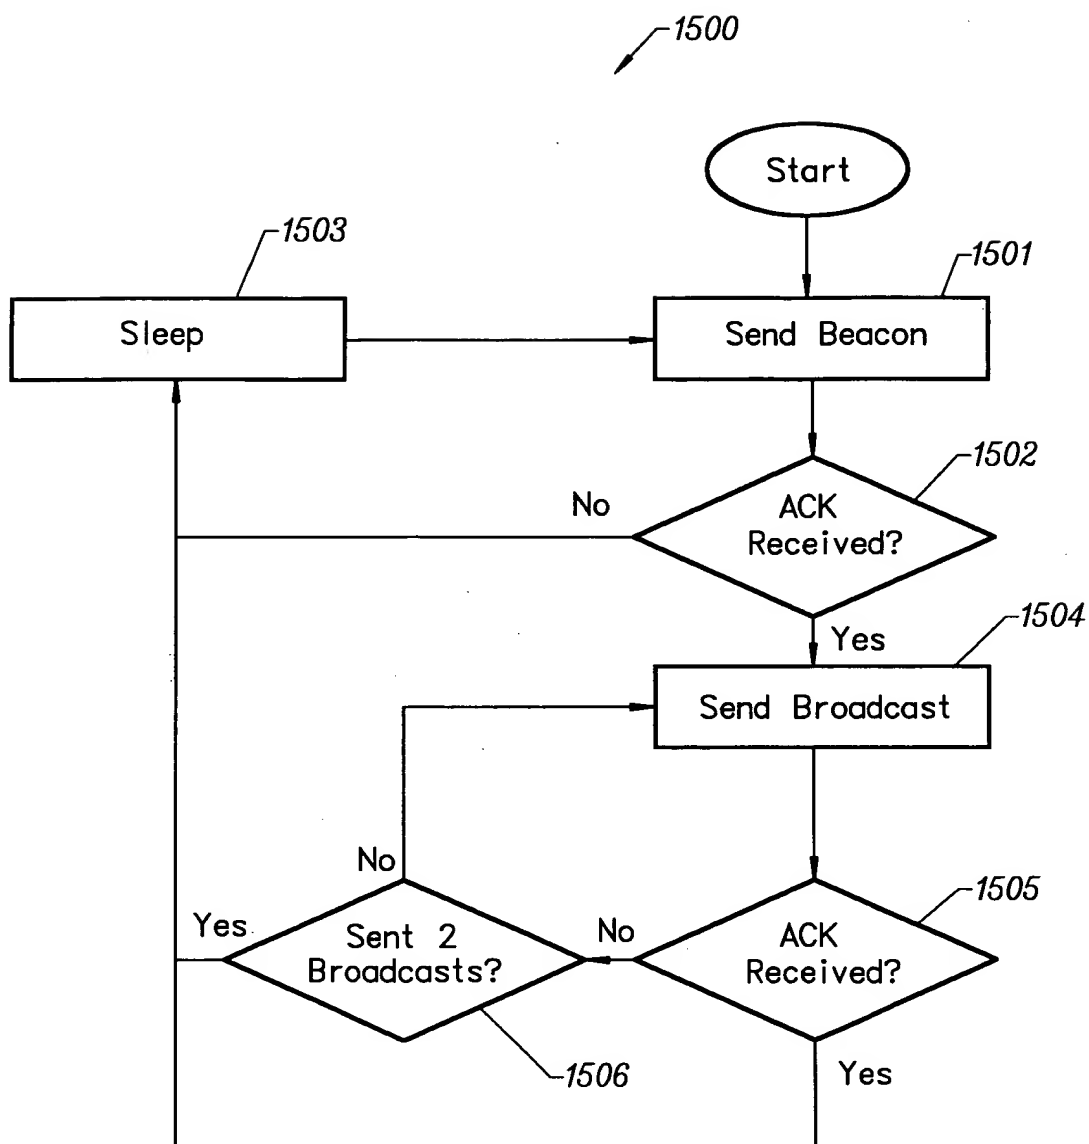 1500
Start
1503
1501
Sleep
Send Beacon
1502
No
ACK
Received?
1504
Yes
Send Broadcast
No
1505
Yes
Sent 2
Broadcasts?
No
ACK
Received?
1506
Yes